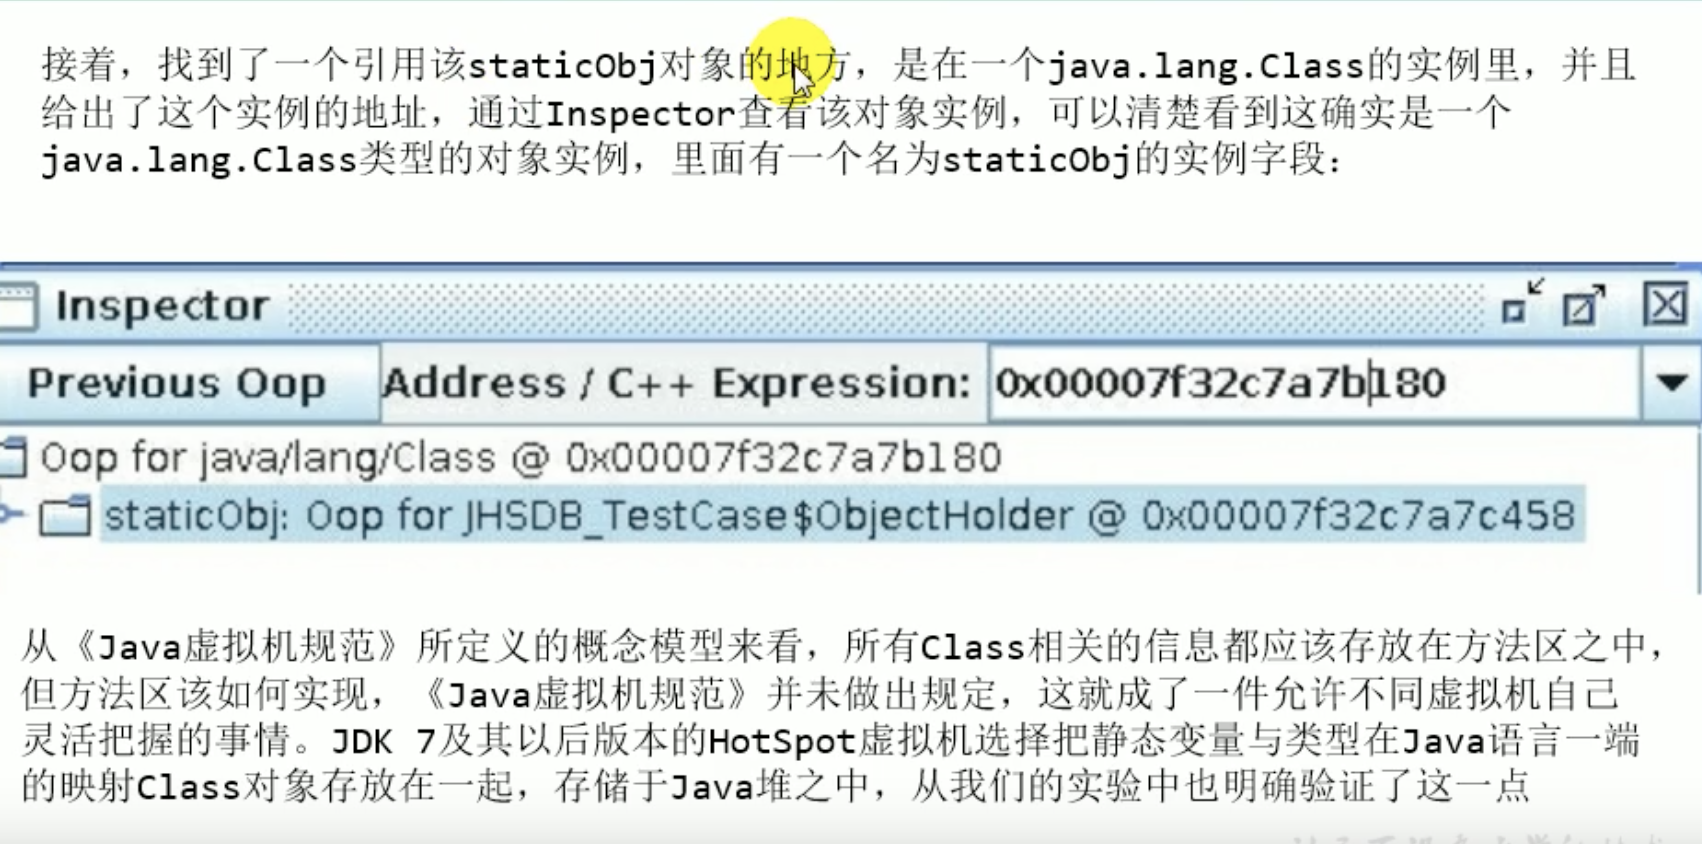 接着，找到了一个引用该staticObj对象的地方，是在一个java.lang.Class的实例里，并且
给出了这个实例的地址，通过Inspector查看该对象实例，可以清楚看到这确实是一个
java.lang.Class类型的对象实例，里面有一个名为staticObj的实例字段：
Inspector
Previous Oop Address / C++ Expression: 0x00007f32c7a7b180
Oop for java/lang/Class @ 0x00007f32c7a7b180
staticObj: Oop for JHSDB_TestCase$ObjectHolder @ 0x00007f32c7a7c458
从《Java虚拟机规范》所定义的概念模型来看，所有Class相关的信息都应该存放在方法区之中，
但方法区该如何实现，《Java虚拟机规范》并未做出规定，这就成了一件允许不同虚拟机自己
灵活把握的事情。JDK 7及其以后版本的HotSpot虚拟机选择把静态变量与类型在Java语言一端
的映射Class对象存放在一起，存储于Java堆之中，从我们的实验中也明确验证了这一点